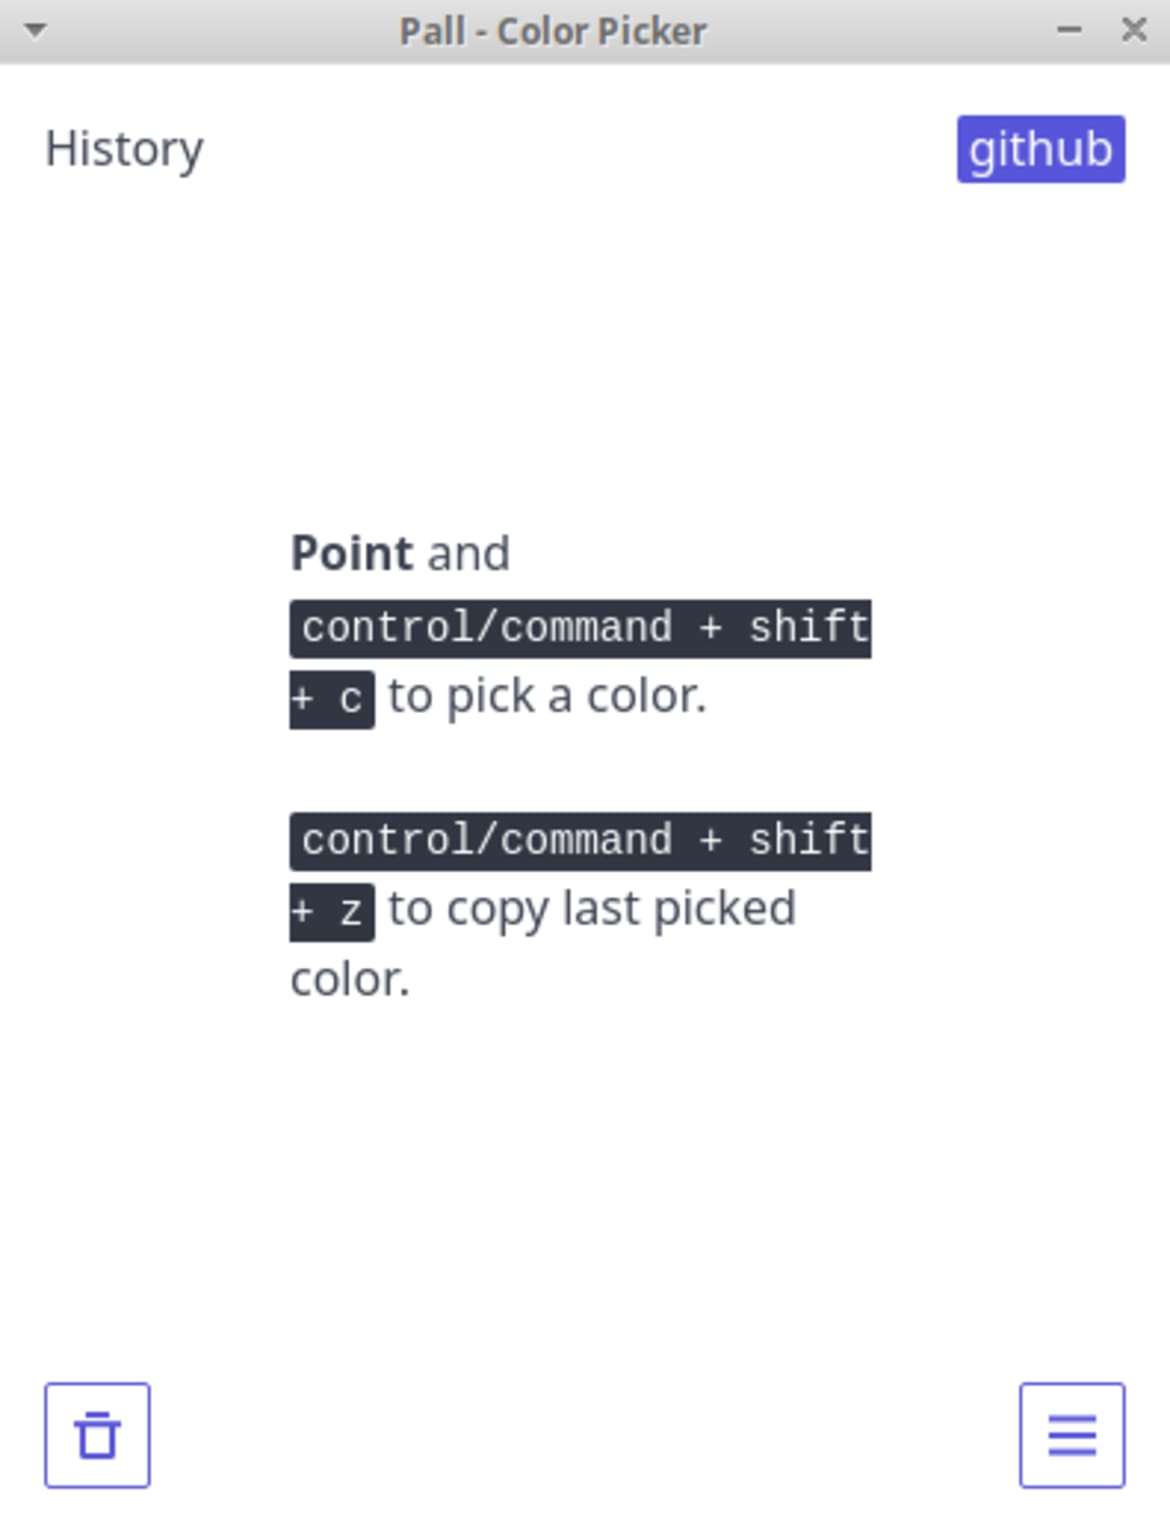 Pall - Color Picker
History
github
Point and
control/command + shift
+ c to pick a color.
control/command + shift
+ z to copy last picked
color.